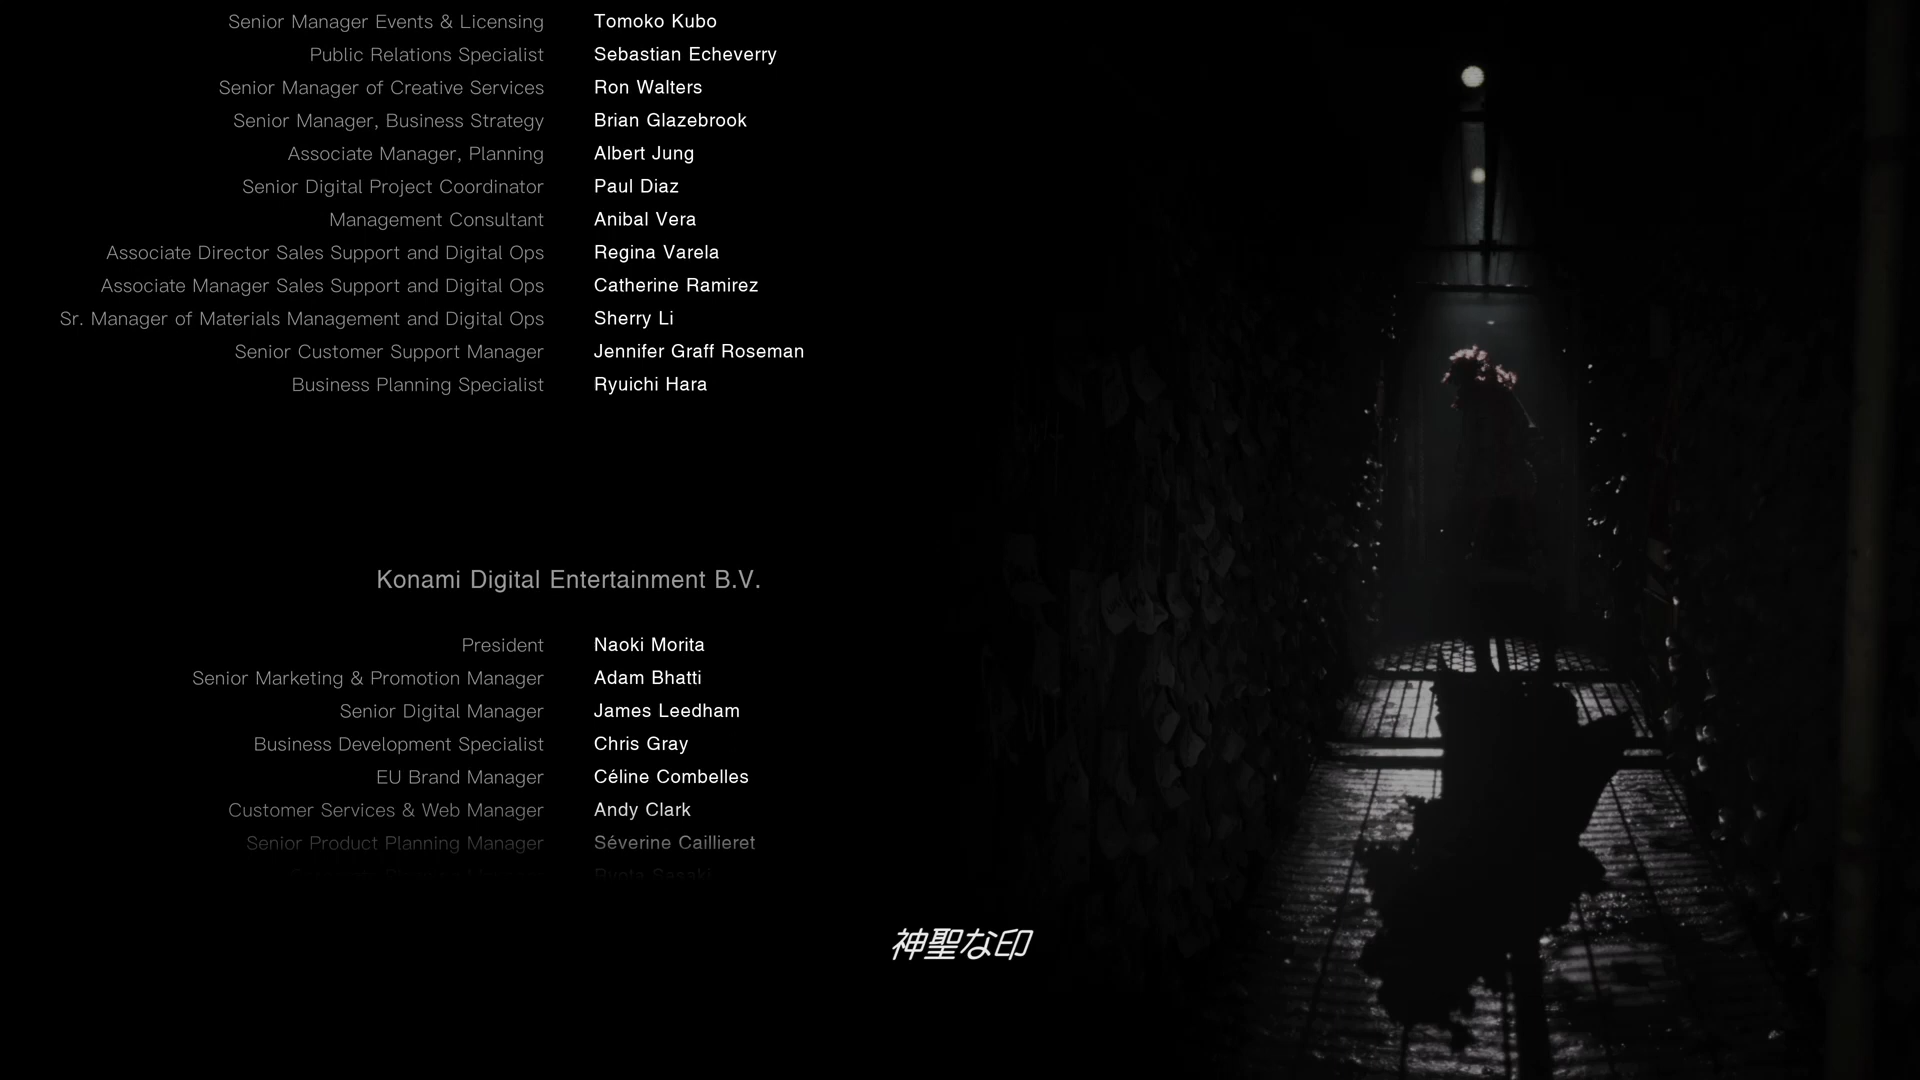 Senior Manager Events & Licensing Tomoko Kubo
Public Relations Specialist Sebastian Echeverry
Senior Manager of Creative Services Ron Walters
Senior Manager, Business Strategy Brian Glazebrook
Associate Manager, Planning Albert Jung
Senior Digital Project Coordinator Paul Diaz
Management Consultant Anibal Vera
Associate Director Sales Support and Digital Ops Regina Varela
Associate Manager Sales Support and Digital Ops Catherine Ramirez
Sr. Manager of Materials Management and Digital Ops Sherry Li
Senior Customer Support Manager Jennifer Graff Roseman
Business Planning Specialist Ryuichi Hara
Konami Digital Entertainment B.V.
President Naoki Morita
Senior Marketing & Promotion Manager Adam Bhatti
Senior Digital Manager James Leedham
Business Development Specialist Chris Gray
EU Brand Manager Céline Combelles
Customer Services & Web Manager Andy Clark
Senior Product Planning Manager Séverine Caillieret
Ryota Sasaki
神聖な印